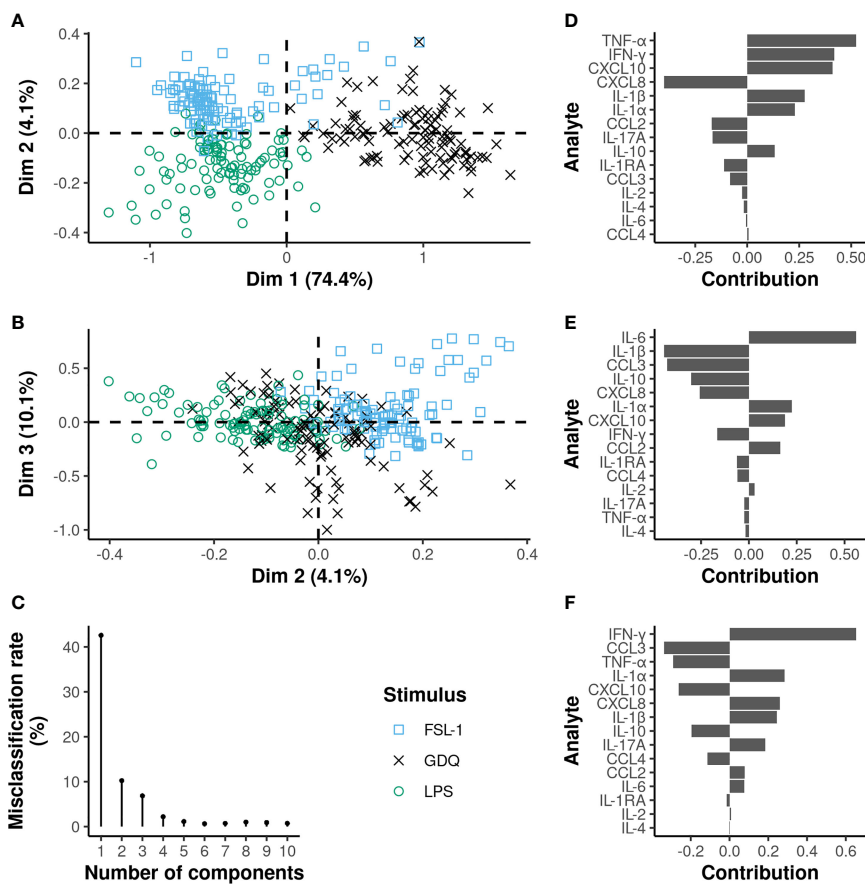 A
0.4
0.2
0.0
-0.2
-0.4
Dim 2 (4.1%)
-1
0
1
Dim 1 (74.4%)
B
0.5
0.0
-0.5
-1.0
Dim 3 (10.1%)
-0.4
-0.2
0.0
0.2
0.4
Dim 2 (4.1%)
C
40
30
20
10
0
Misclassification rate
(%)
1 2 3 4 5 6 7 8 9 10
Number of components
Stimulus
FSL-1
GDQ
LPS
D
TNF-α
IFN-γ
CXCL10
CXCL8
IL-1β
IL-1α
CCL2
IL-17A
IL-10
IL-1RA
CCL3
IL-2
IL-4
IL-6
CCL4
Analyte
-0.25 0.00 0.25 0.50
Contribution
E
IL-6
IL-1β
CCL3
IL-10
CXCL8
IL-1α
CXCL10
IFN-γ
CCL2
IL-1RA
CCL4
IL-2
IL-17A
TNF-α
IL-4
Analyte
-0.25 0.00 0.25 0.50
Contribution
F
IFN-γ
CCL3
TNF-α
IL-1α
CXCL10
CXCL8
IL-1β
IL-10
IL-17A
CCL4
CCL2
IL-6
IL-1RA
IL-2
IL-4
Analyte
-0.2 0.0 0.2 0.4 0.6
Contribution